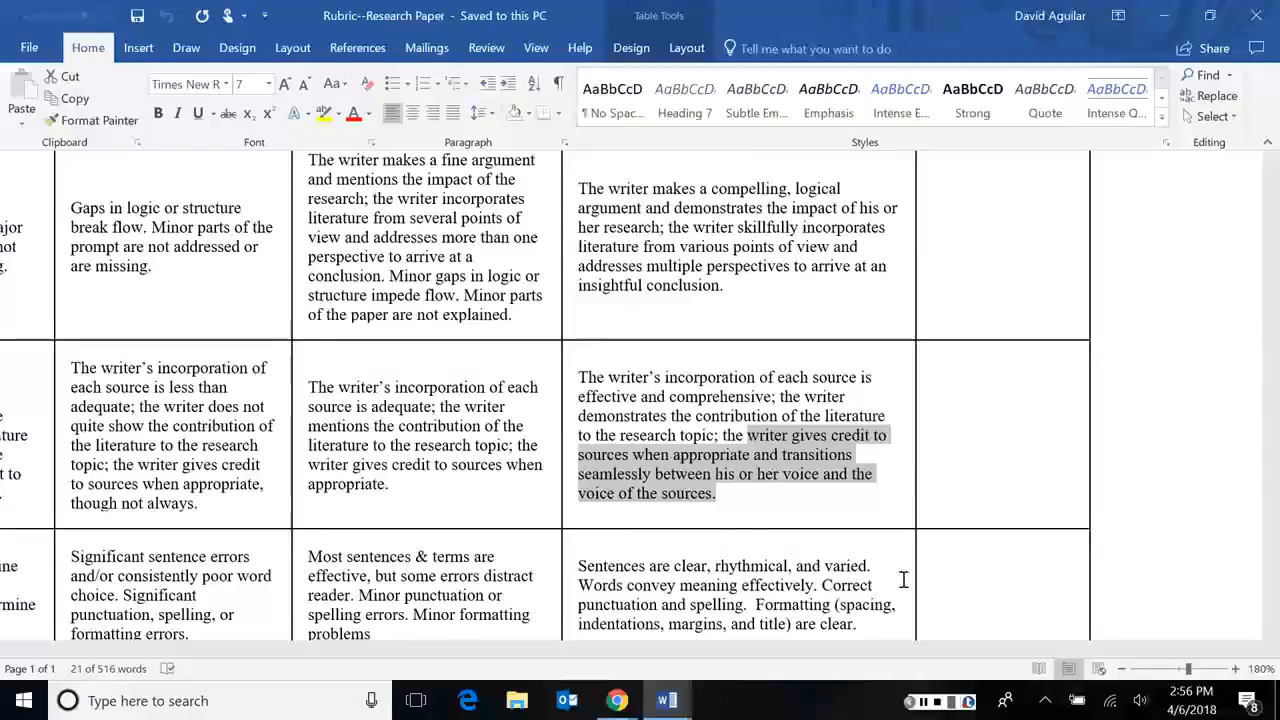 Rubric--Research Paper - Saved to this PC
Table Tools
David Aguilar
File Home Insert Draw Design Layout References Mailings Review View Help Design Layout Tell me what you want to do Share
Paste
Cut
Copy
Format Painter
Clipboard
Times New R 7
Font
Paragraph
AaBbCcD AaBbCcD. AaBbCcD. AaBbCcD. AaBbCcD. AaBbCcD AaBbCcD. AaBbCcD.
¶ No Spac... Heading 7 Subtle Em... Emphasis Intense E... Strong Quote Intense Q...
Styles
Find
Replace
Select
Editing
ajor
not
g.
Gaps in logic or structure
break flow. Minor parts of the
prompt are not addressed or
are missing.
The writer makes a fine argument
and mentions the impact of the
research; the writer incorporates
literature from several points of
view and addresses more than one
perspective to arrive at a
conclusion. Minor gaps in logic or
structure impede flow. Minor parts
of the paper are not explained.
The writer makes a compelling, logical
argument and demonstrates the impact of his or
her research; the writer skillfully incorporates
literature from various points of view and
addresses multiple perspectives to arrive at an
insightful conclusion.
e
ature
e
t to
.
The writer’s incorporation of
each source is less than
adequate; the writer does not
quite show the contribution of
the literature to the research
topic; the writer gives credit
to sources when appropriate,
though not always.
The writer’s incorporation of each
source is adequate; the writer
mentions the contribution of the
literature to the research topic; the
writer gives credit to sources when
appropriate.
The writer’s incorporation of each source is
effective and comprehensive; the writer
demonstrates the contribution of the literature
to the research topic; the writer gives credit to
sources when appropriate and transitions
seamlessly between his or her voice and the
voice of the sources.
ine
ermine
Significant sentence errors
and/or consistently poor word
choice. Significant
punctuation, spelling, or
formatting errors.
Most sentences & terms are
effective, but some errors distract
reader. Minor punctuation or
spelling errors. Minor formatting
problems
Sentences are clear, rhythmical, and varied.
Words convey meaning effectively. Correct
punctuation and spelling.  Formatting (spacing,
indentations, margins, and title) are clear.
Page 1 of 1 21 of 516 words
180%
Type here to search
2:56 PM
4/6/2018
8